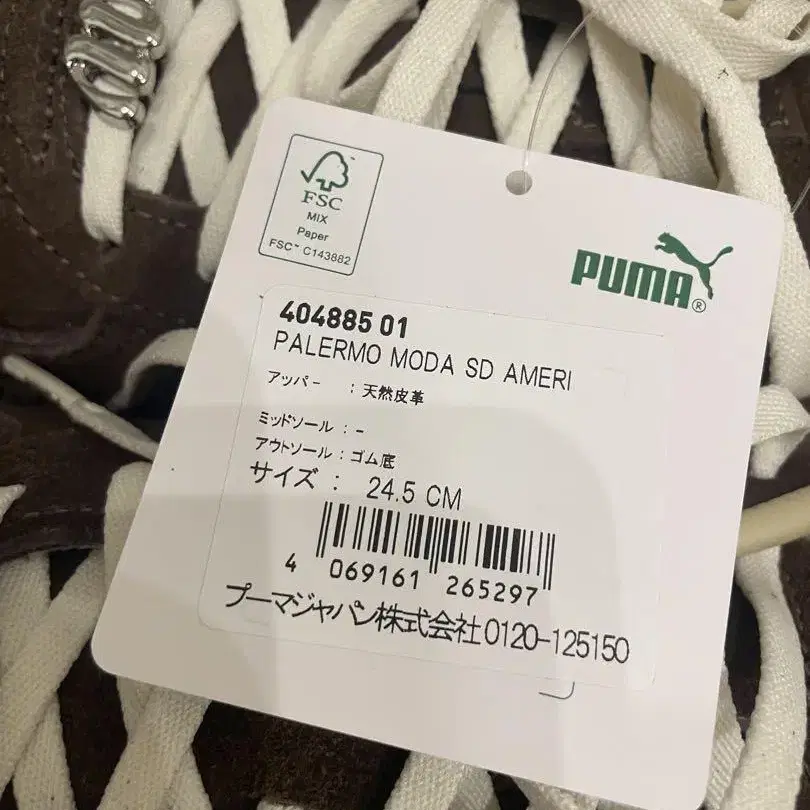 FSC
MIX
Paper
FSC™ C143882
PUMA®
404885 01
PALERMO MODA SD AMERI
アッパー : 天然皮革
ミッドソール : -
アウトソール : ゴム底
サイズ : 24.5 CM
4 069161 265297
プーマジャパン株式会社 0120-125150